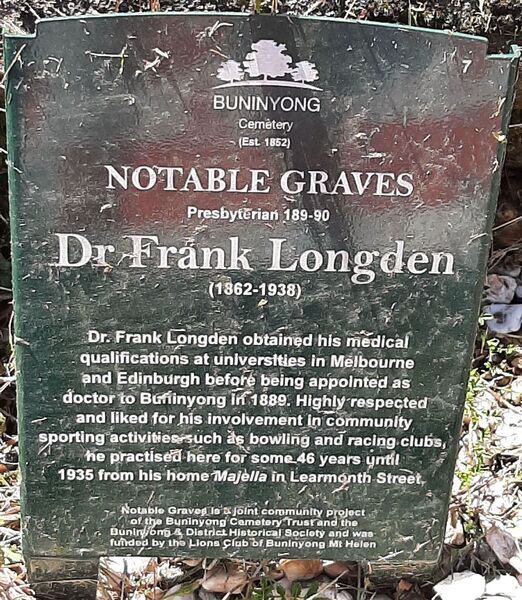 7
BUNINYONG
Cemetery
(Est. 1852)
NOTABLE GRAVES
Presbyterian 189-90
Dr Frank Longden
(1862-1938)
Dr. Frank Longden obtained his medical
qualifications at universities in Melbourne
and Edinburgh before being appointed as
doctor to Buninyong in 1889. Highly respected
and liked for his involvement in community
sporting activities such as bowling and racing clubs,
he practised here for some 46 years until
1935 from his home Majella in Learmonth Street.
Notable Graves is a joint community project
of the Buninyong Cemetery Trust and the
Buninyong & District Historical Society and was
funded by the Lions Club of Buninyong Mt Helen